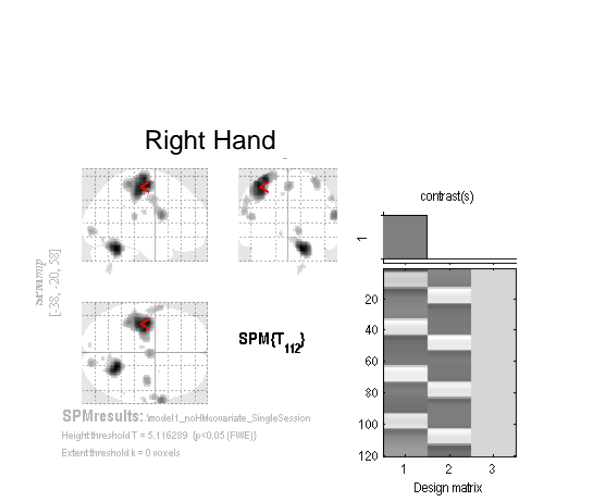 Right Hand
contrast(s)
1
[-38, -20, 58]
SPM{T112}
20
40
60
80
100
120
1 2 3
Design matrix
SPMresults: .\model1_noHMcovariate_SingleSession
Height threshold T = 5.116289 {p<0.05 (FWE)}
Extent threshold k = 0 voxels